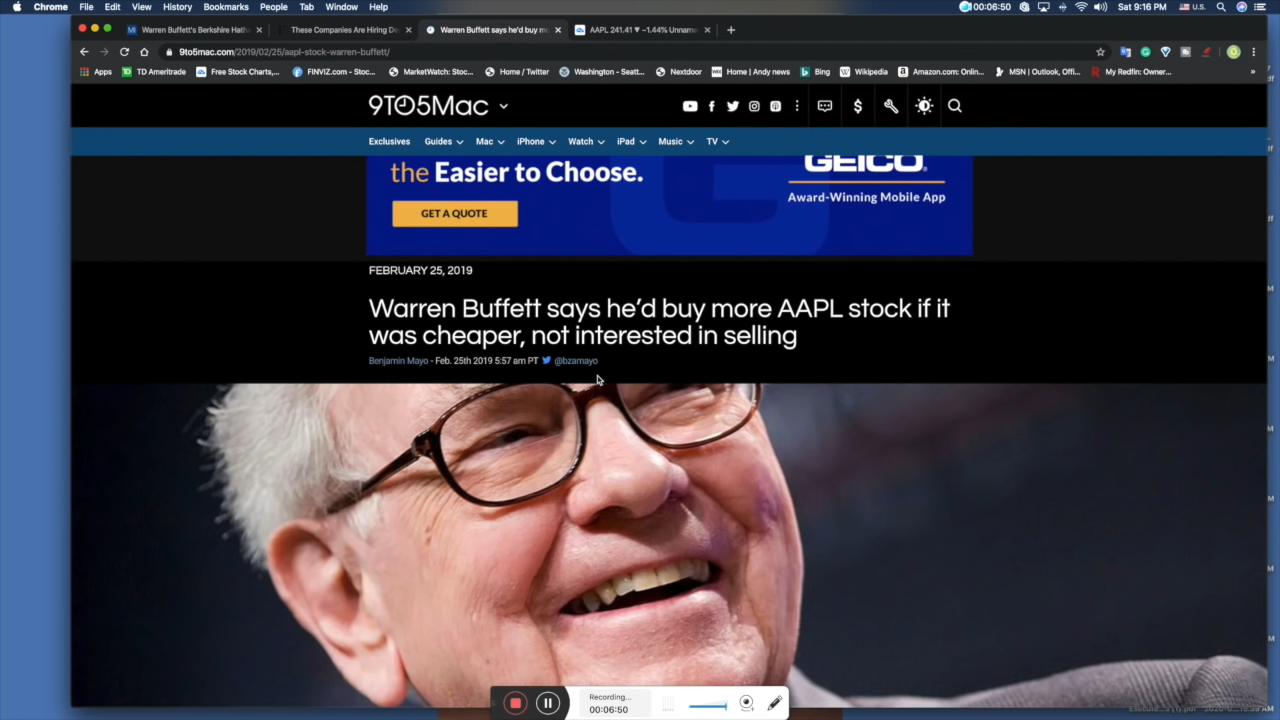 Chrome File Edit View History Bookmarks People Tab Window Help
00:06:50 Sat 9:16 PM U.S.
Warren Buffett's Berkshire Hath
These Companies Are Hiring De
Warren Buffett says he'd buy m
AAPL 241.41 ▼ −1.44% Unname
9to5mac.com/2019/02/25/aapl-stock-warren-buffett/
Apps TD Ameritrade Free Stock Charts,... FINVIZ.com - Stoc... MarketWatch: Stoc... Home / Twitter Washington - Seatt... Nextdoor Home | Andy news Bing Wikipedia Amazon.com: Onlin... MSN | Outlook, Offi... My Redfin: Owner... »
9TO5Mac
Exclusives Guides Mac iPhone Watch iPad Music TV
the Easier to Choose.
GET A QUOTE
GEICO.
Award-Winning Mobile App
FEBRUARY 25, 2019
Warren Buffett says he'd buy more AAPL stock if it
was cheaper, not interested in selling
Benjamin Mayo - Feb. 25th 2019 5:57 am PT @bzamayo
Recording...
00:06:50